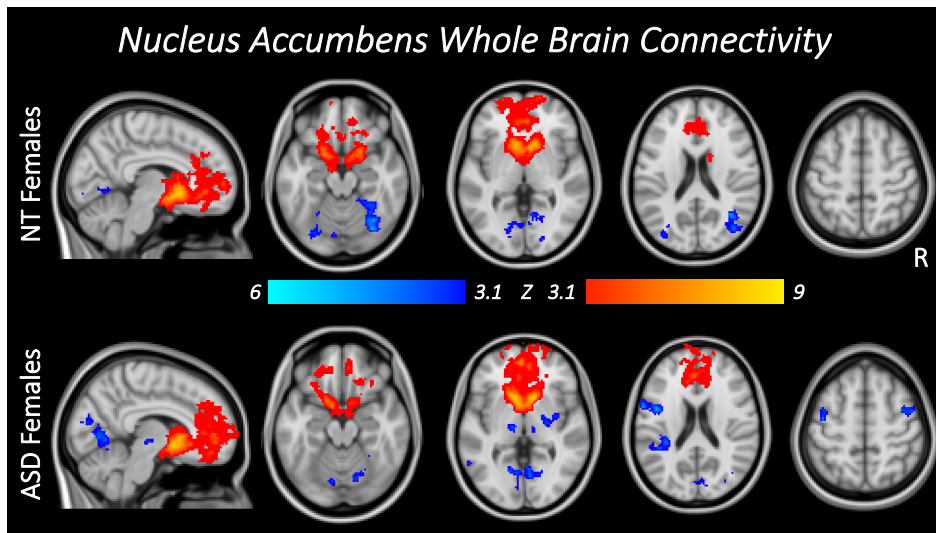 Nucleus Accumbens Whole Brain Connectivity
NT Females
R
6 3.1 Z 3.1 9
ASD Females